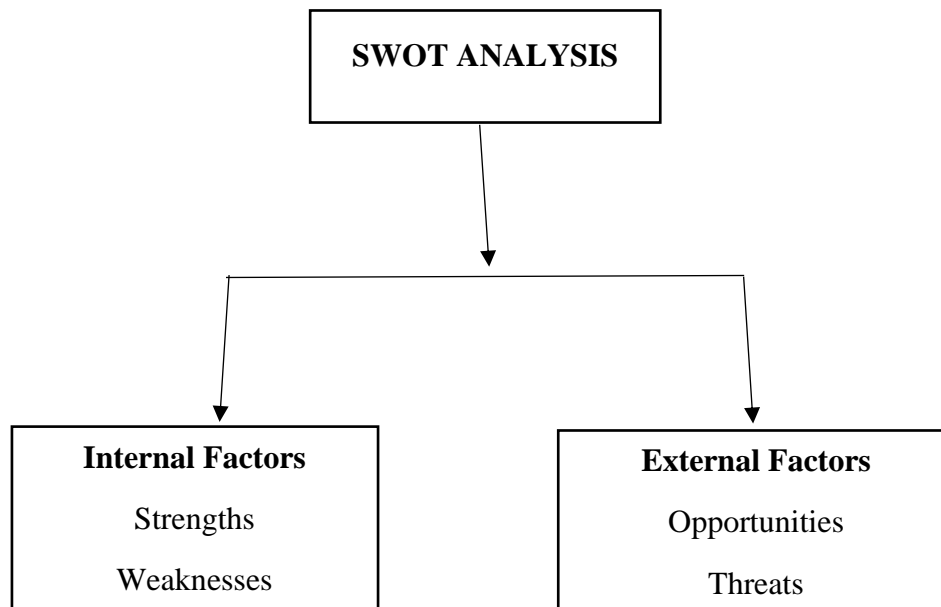 SWOT ANALYSIS
Internal Factors
Strengths
Weaknesses
External Factors
Opportunities
Threats